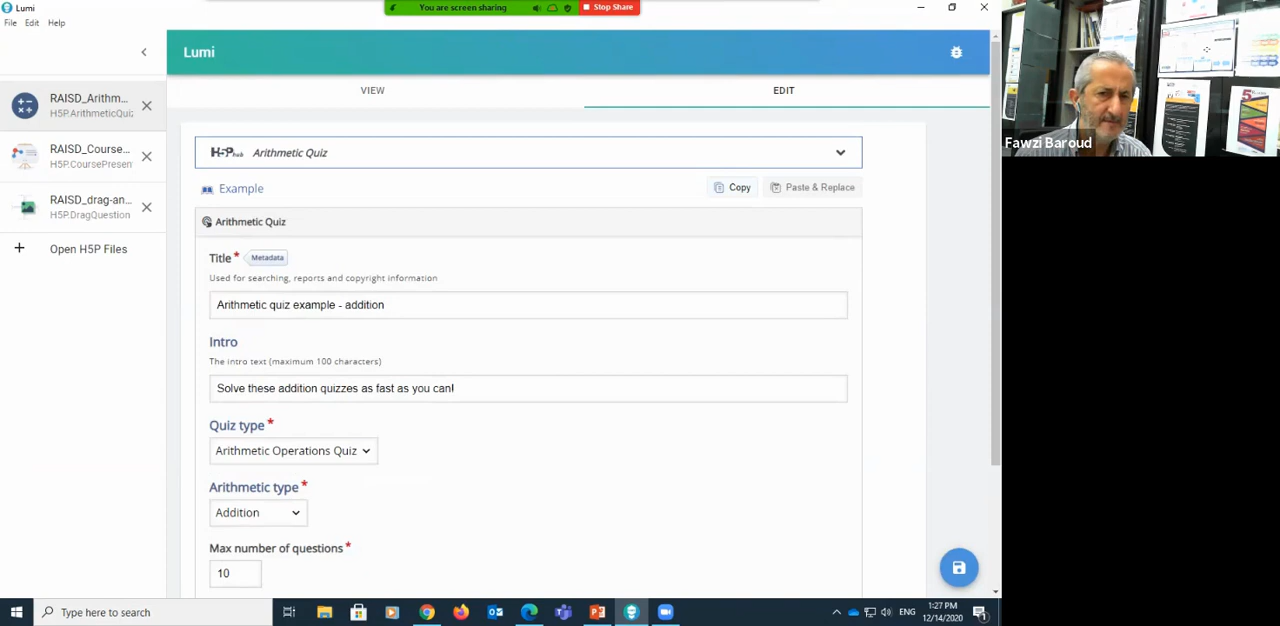 Lumi
You are screen sharing
Stop Share
File Edit Help
Lumi
VIEW
EDIT
RAISD_Arithm...
H5P.ArithmeticQuiz
RAISD_Course...
H5P.CoursePresen
RAISD_drag-an...
H5P.DragQuestion
Open H5P Files
H5P hub Arithmetic Quiz
Example
Copy
Paste & Replace
Arithmetic Quiz
Title * Metadata
Used for searching, reports and copyright information
Arithmetic quiz example - addition
Intro
The intro text (maximum 100 characters)
Solve these addition quizzes as fast as you can!
Quiz type *
Arithmetic Operations Quiz
Arithmetic type *
Addition
Max number of questions *
10
Fawzi Baroud
Type here to search
ENG
1:27 PM
12/14/2020
1